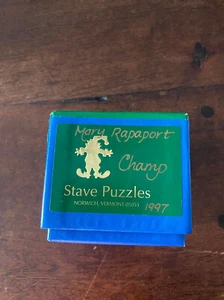 Mary Rapaport
Champ
Stave Puzzles
NORWICH, VERMONT 05055
1997